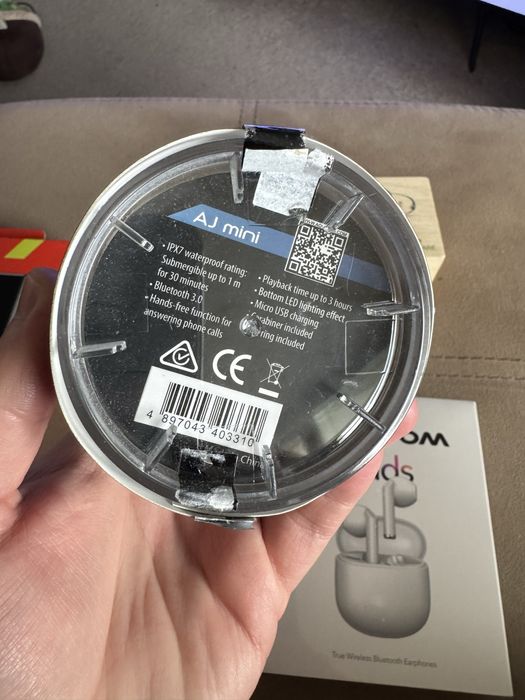 AJ mini
• IPX7 waterproof rating:
Submergible up to 1 m
for 30 minutes
• Bluetooth 3.0
• Hands-free function for
answering phone calls
• Playback time up to 3 hours
• Bottom LED lighting effect
• Micro USB charging
included
included
CE
4 897043 403310
True Wireless Bluetooth Earphones